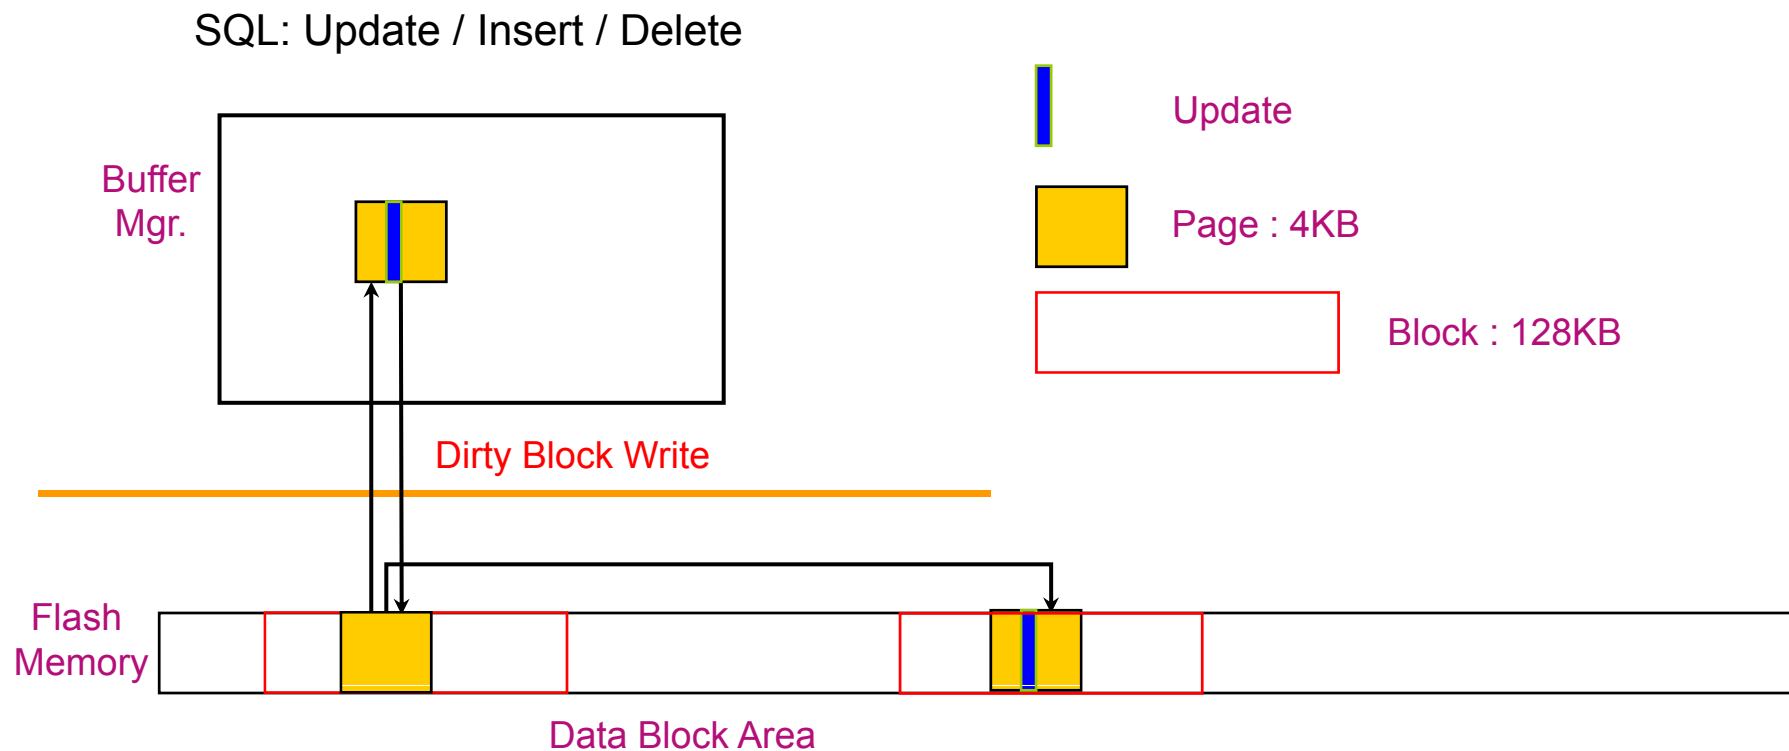 SQL: Update / Insert / Delete
Update
Buffer
Mgr.
Page : 4KB
Block : 128KB
Dirty Block Write
Flash
Memory
Data Block Area